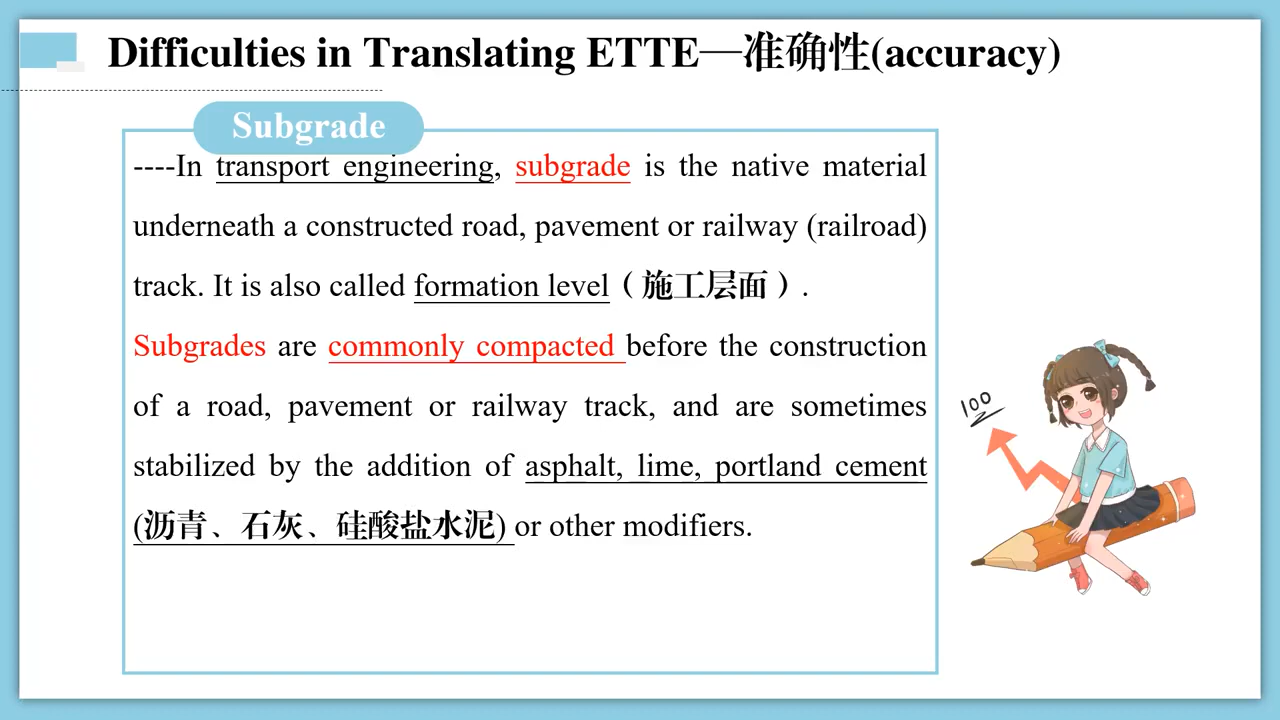 Difficulties in Translating ETTE—准确性(accuracy)
Subgrade
----In transport engineering, subgrade is the native material
underneath a constructed road, pavement or railway (railroad)
track. It is also called formation level（施工层面）.
Subgrades are commonly compacted before the construction
of a road, pavement or railway track, and are sometimes
stabilized by the addition of asphalt, lime, portland cement
(沥青、石灰、硅酸盐水泥) or other modifiers.
100